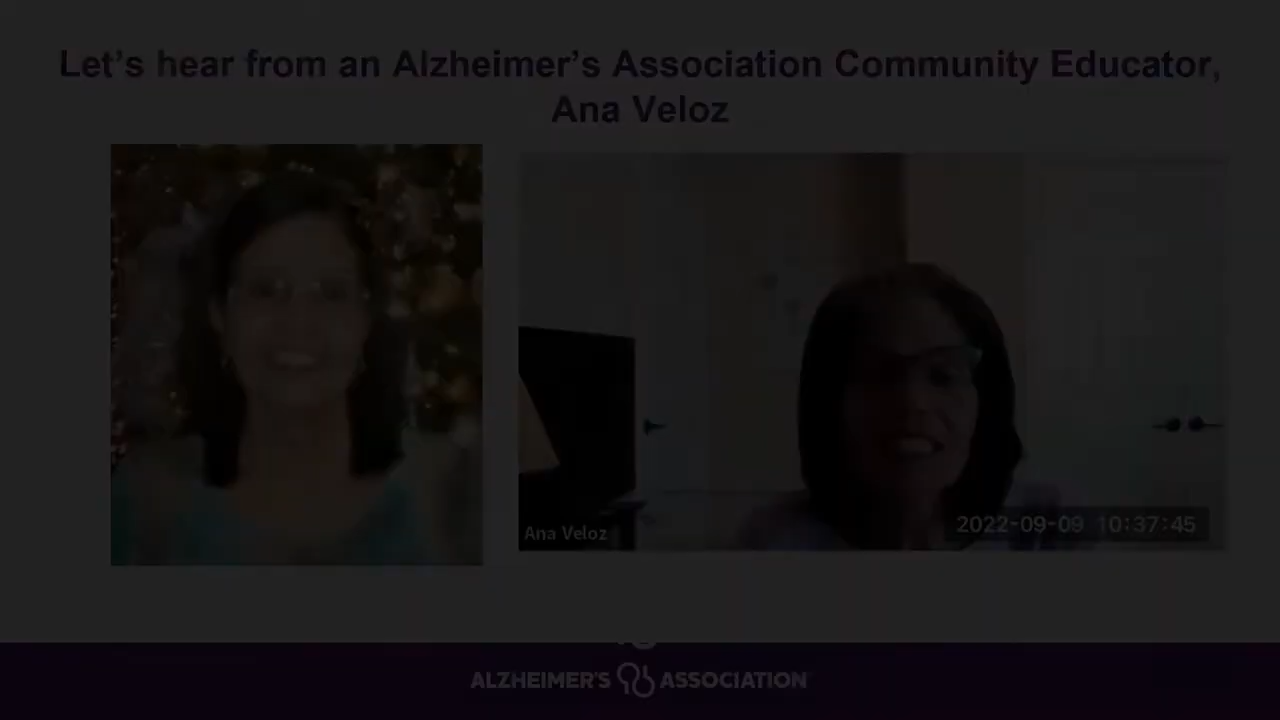 Let's hear from an Alzheimer's Association Community Educator,
Ana Veloz
Ana Veloz
2022-09-09 10:37:45
ALZHEIMER'S ASSOCIATION